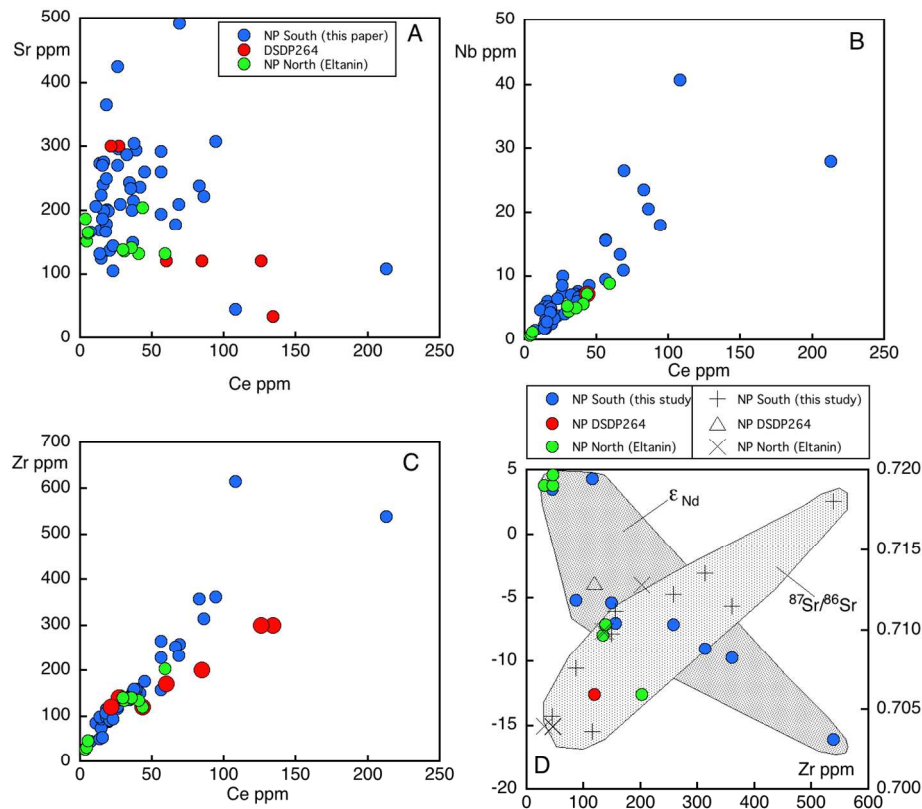 A
Sr ppm
500
400
300
200
100
0
NP South (this paper)
DSDP264
NP North (Eltanin)
0 50 100 150 200 250
Ce ppm
B
Nb ppm
50
40
30
20
10
0
0 50 100 150 200 250
Ce ppm
C
Zr ppm
700
600
500
400
300
200
100
0
0 50 100 150 200 250
Ce ppm
NP South (this study
NP DSDP264
NP North (Eltanin)
NP South (this study)
NP DSDP264
NP North (Eltanin)
5
0
-5
-10
-15
-20
εNd
87Sr/86Sr
0.720
0.715
0.710
0.705
0.700
D
Zr ppm
0 100 200 300 400 500 600